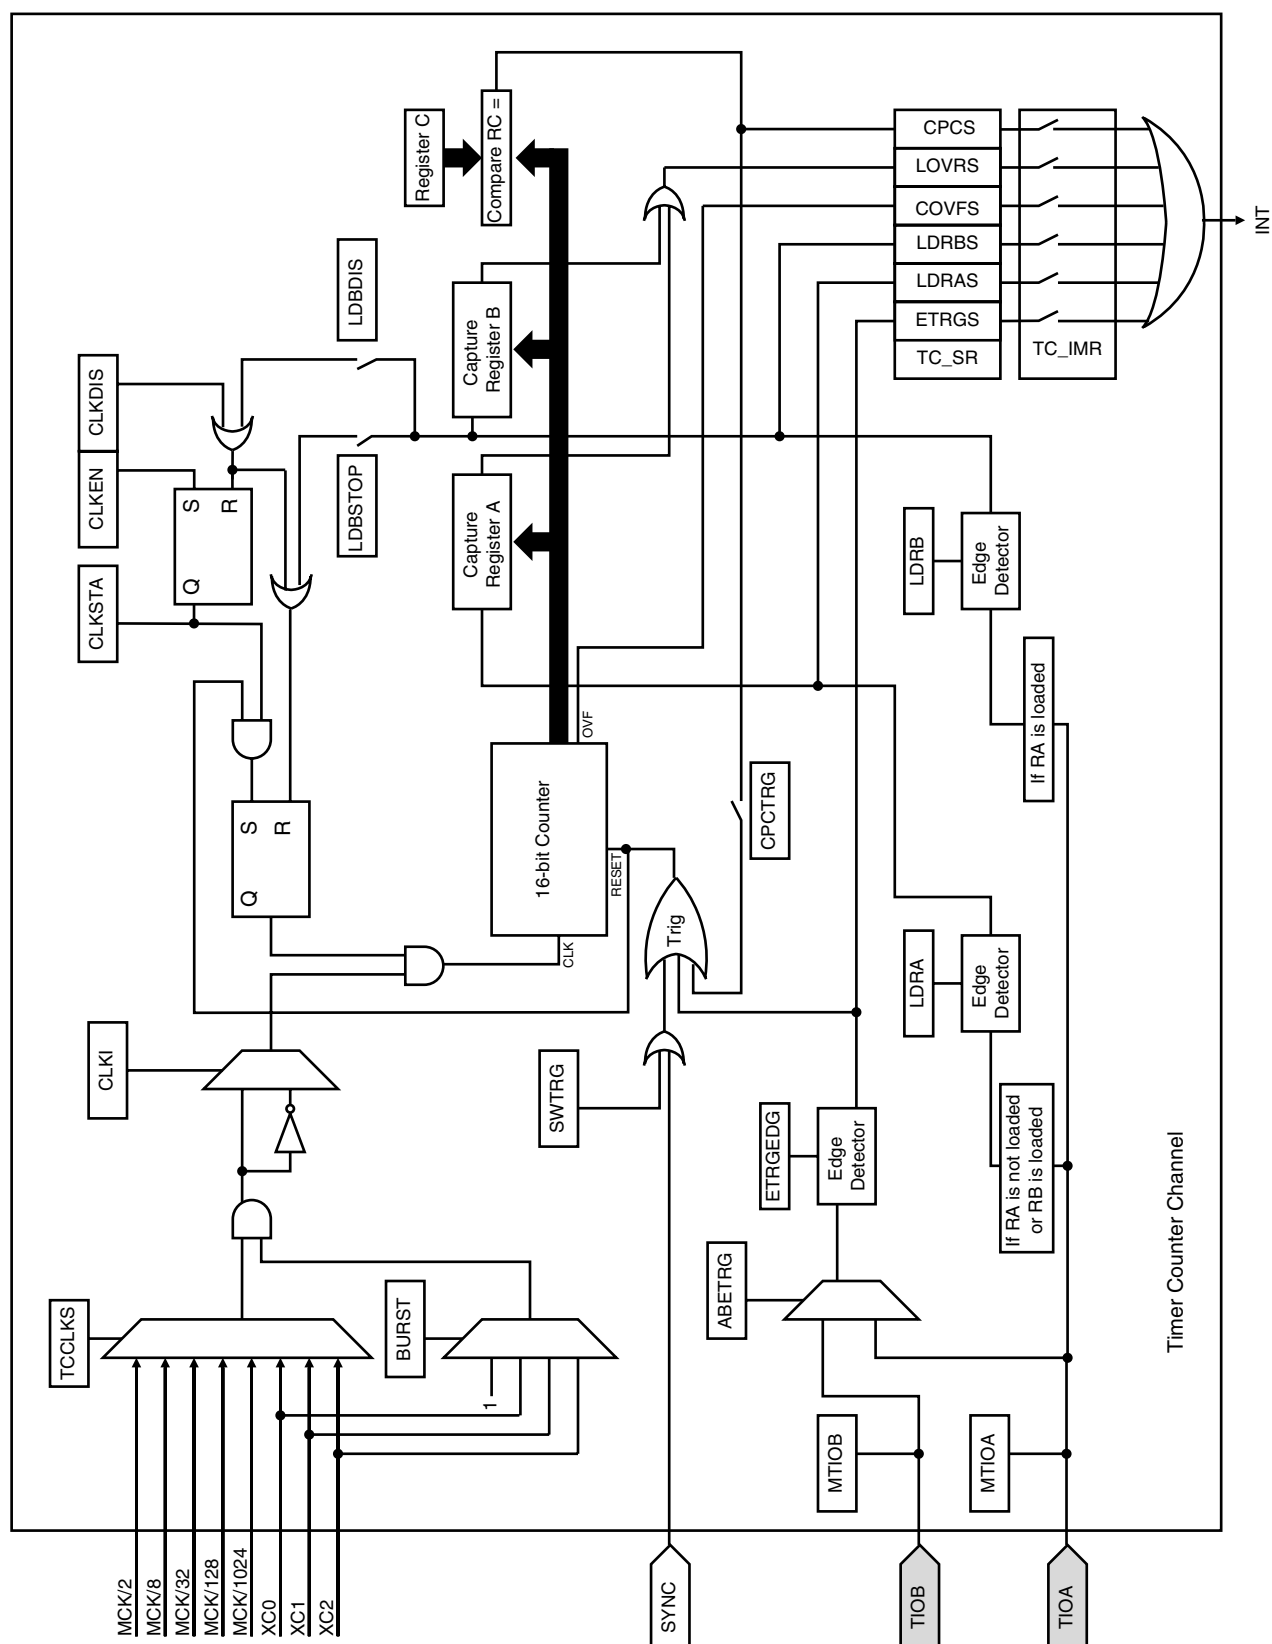 TCCLKS
MCK/2
MCK/8
MCK/32
MCK/128
MCK/1024
XC0
XC1
XC2
CLKI
CLKSTA
CLKEN
CLKDIS
Q
S
R
Q
S
R
BURST
1
LDBSTOP
LDBDIS
Register C
Capture
Register A
Capture
Register B
Compare RC =
16-bit Counter
CLK
OVF
RESET
SWTRG
SYNC
Trig
CPCTRG
ABETRG
ETRGEDG
Edge
Detector
MTIOB
TIOB
LDRA
Edge
Detector
LDRB
Edge
Detector
If RA is not loaded
or RB is loaded
If RA is loaded
MTIOA
TIOA
CPCS
LOVRS
COVFS
LDRBS
LDRAS
ETRGS
TC_SR
TC_IMR
INT
Timer Counter Channel